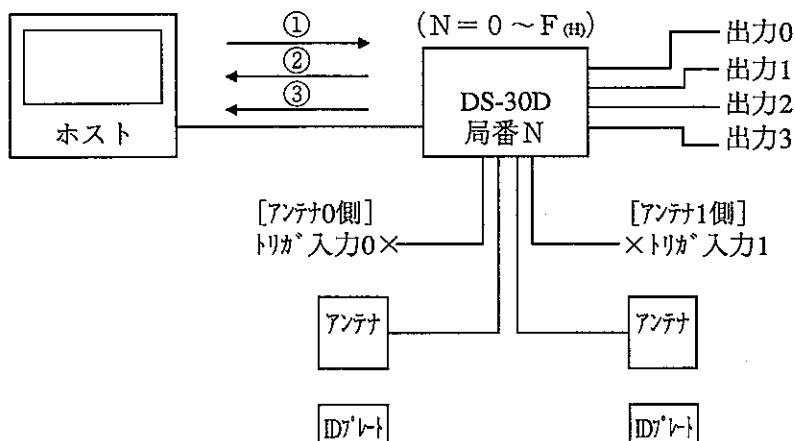 ①
②
③
ホスト
(N=0~F(H))
DS-30D
局番N
出力0
出力1
出力2
出力3
[アンテナ0側]
トリガ入力0×
[アンテナ1側]
×トリガ入力1
アンテナ
アンテナ
IDプレート
IDプレート